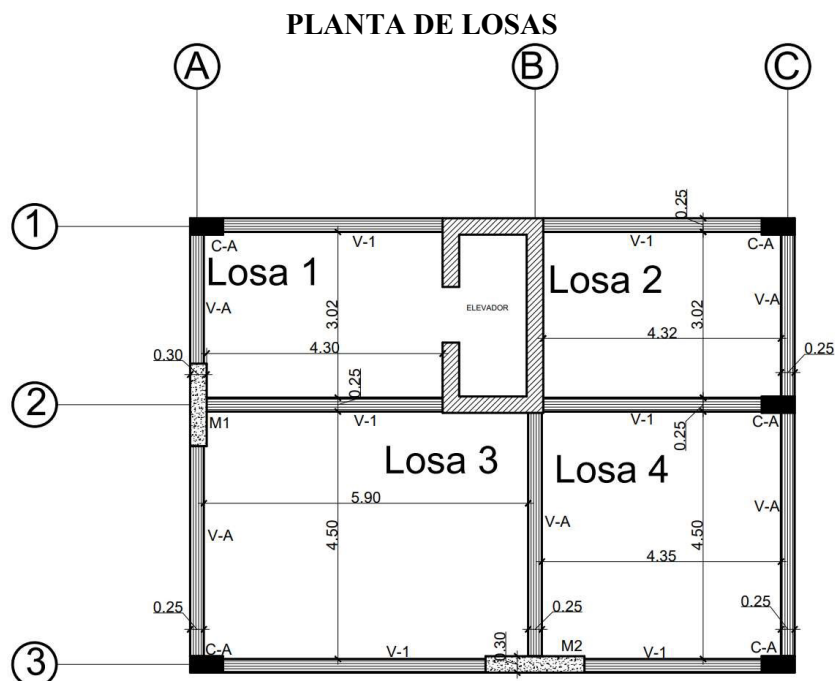 PLANTA DE LOSAS
A B C
1
0.25
C-A V-1 V-1 C-A
Losa 1 Losa 2
V-A 3.02 ELEVADOR 3.02 V-A
4.30 4.32
0.30 0.25 0.25
2
M1 V-1 0.25 V-1 C-A
Losa 3 Losa 4
5.90
V-A 4.50 V-A 4.50 V-A
4.35
0.25 0.25 0.25
C-A V-1 0.30 M2 V-1 C-A
3